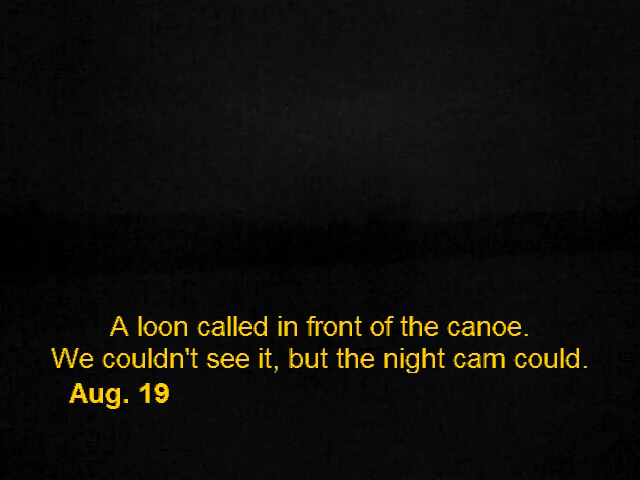 A loon called in front of the canoe.
We couldn't see it, but the night cam could.
Aug. 19